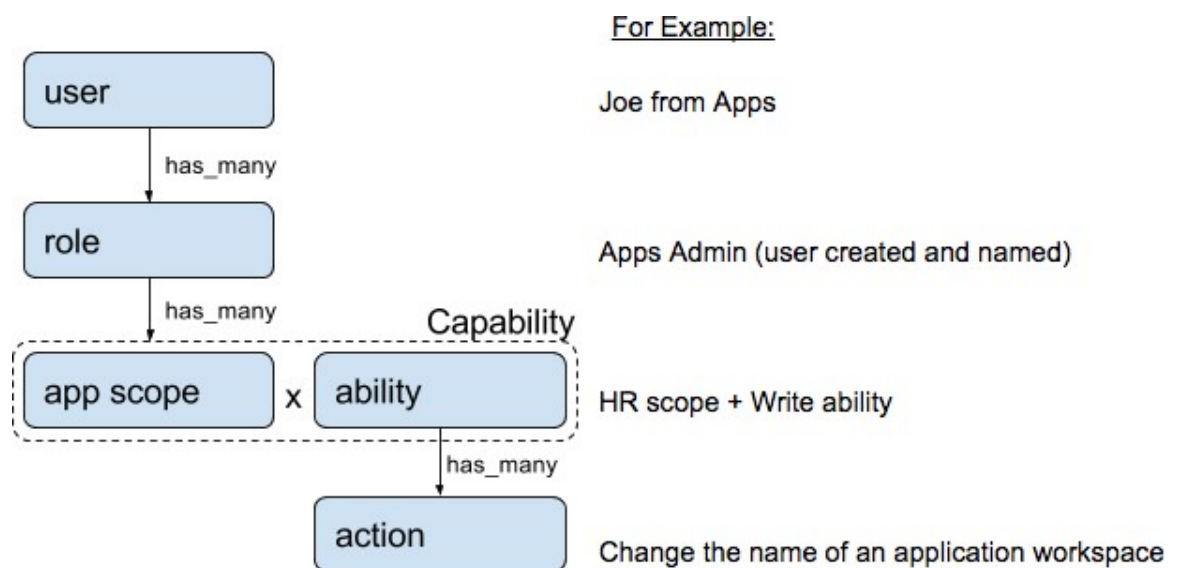 For Example:
user
Joe from Apps
has_many
role
Apps Admin (user created and named)
has_many
Capability
app scope x ability
HR scope + Write ability
has_many
action
Change the name of an application workspace